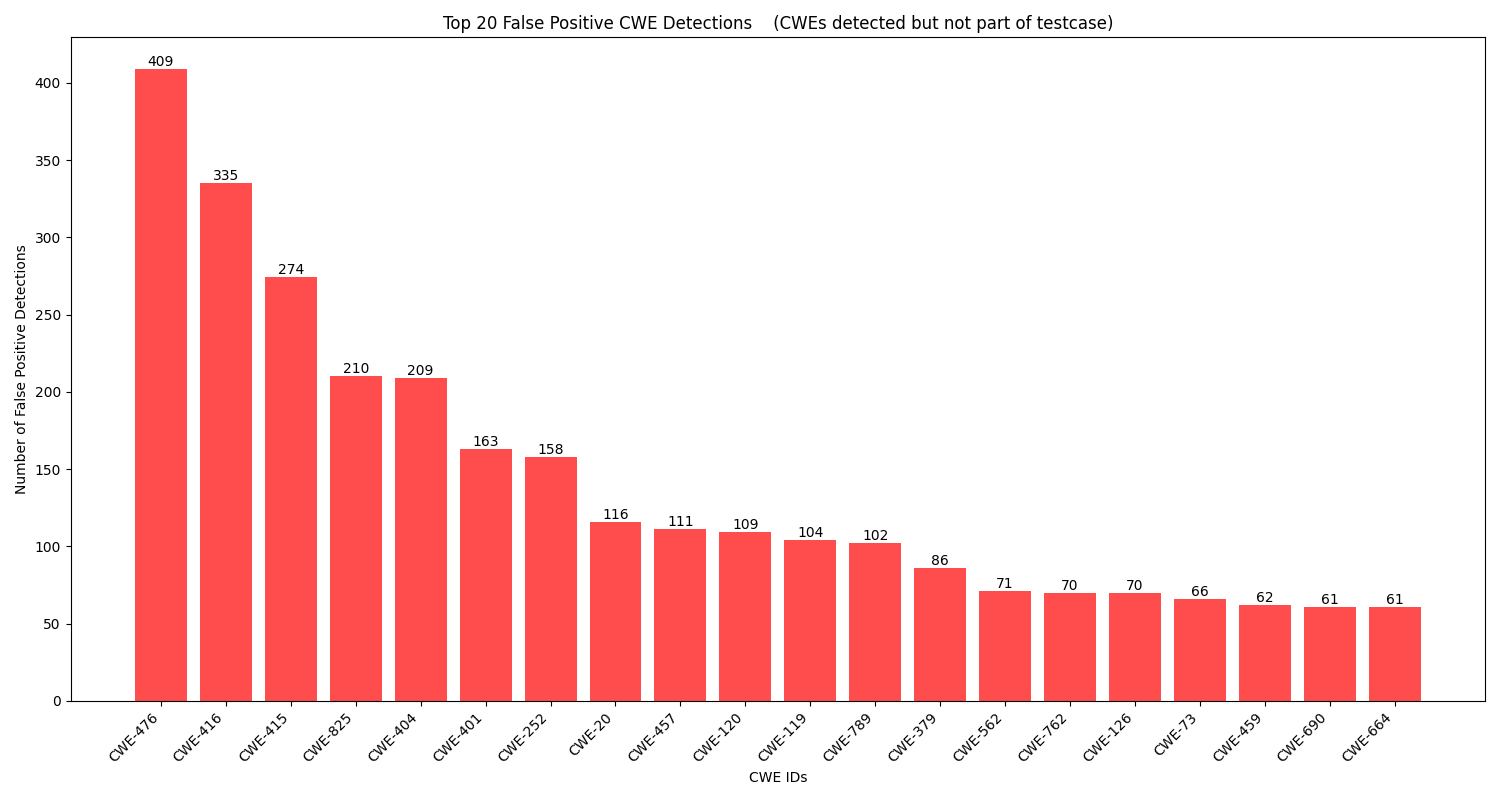 Top 20 False Positive CWE Detections    (CWEs detected but not part of testcase)
Number of False Positive Detections
400
350
300
250
200
150
100
50
0
409
335
274
210
209
163
158
116
111
109
104
102
86
71
70
70
66
62
61
61
CWE-476
CWE-416
CWE-415
CWE-825
CWE-404
CWE-401
CWE-252
CWE-20
CWE-457
CWE-120
CWE-119
CWE-789
CWE-379
CWE-562
CWE-762
CWE-126
CWE-73
CWE-459
CWE-690
CWE-664
CWE IDs